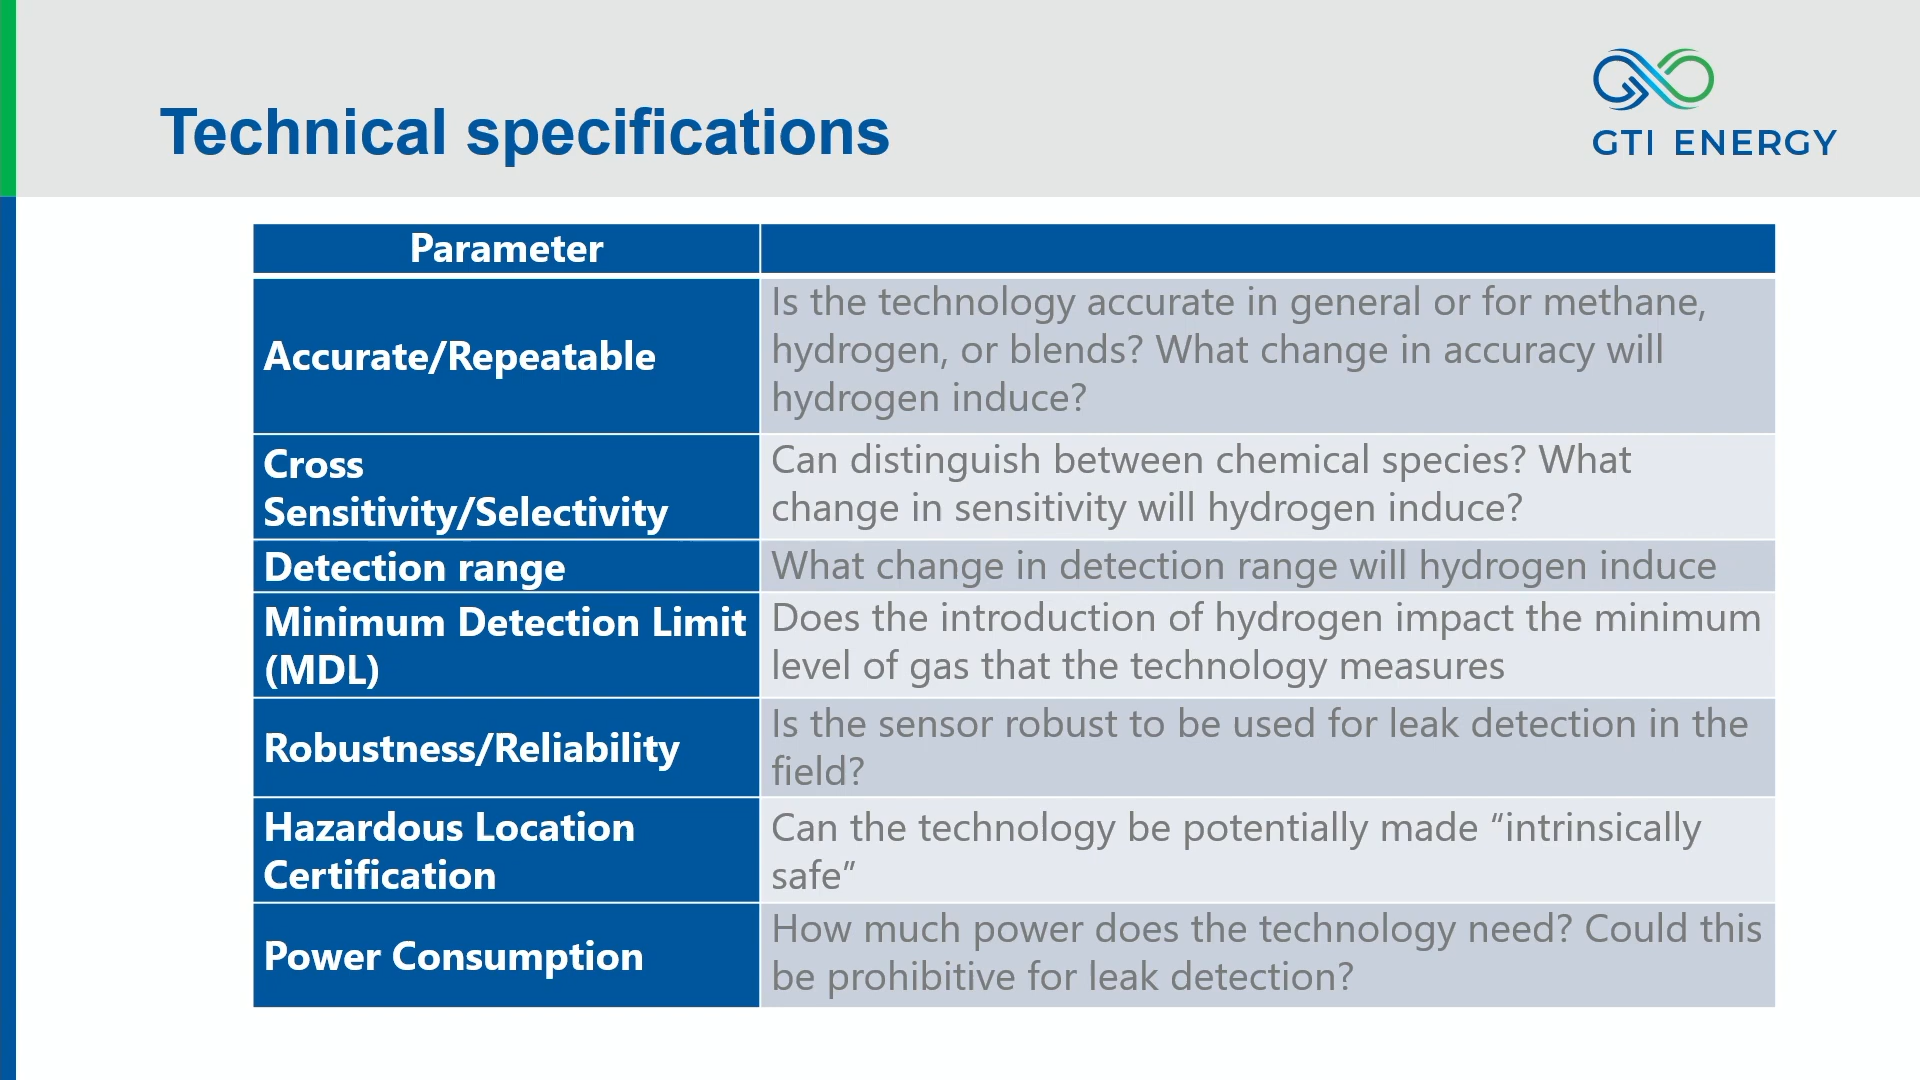 Technical specifications
GTI ENERGY
Parameter
Accurate/Repeatable
Is the technology accurate in general or for methane,
hydrogen, or blends? What change in accuracy will
hydrogen induce?
Cross
Sensitivity/Selectivity
Can distinguish between chemical species? What
change in sensitivity will hydrogen induce?
Detection range
What change in detection range will hydrogen induce
Minimum Detection Limit
(MDL)
Does the introduction of hydrogen impact the minimum
level of gas that the technology measures
Robustness/Reliability
Is the sensor robust to be used for leak detection in the
field?
Hazardous Location
Certification
Can the technology be potentially made “intrinsically
safe”
Power Consumption
How much power does the technology need? Could this
be prohibitive for leak detection?